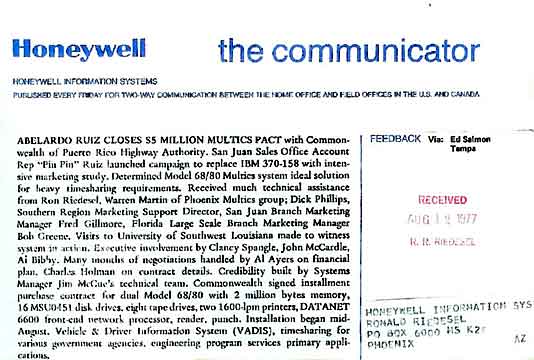 Honeywell
the communicator
HONEYWELL INFORMATION SYSTEMS
PUBLISHED EVERY FRIDAY FOR TWO-WAY COMMUNICATION BETWEEN THE HOME OFFICE AND FIELD OFFICES IN THE U.S. AND CANADA
ABELARDO RUIZ CLOSES $5 MILLION MULTICS PACT with Common-
wealth of Puerto Rico Highway Authority. San Juan Sales Office Account
Rep "Pin Pin" Ruiz launched campaign to replace IBM 370-158 with inten-
sive marketing study. Determined Model 68/80 Multics system ideal solution
for heavy timesharing requirements. Received much technical assistance
from Ron Riedesel, Warren Martin of Phoenix Multics group; Dick Phillips,
Southern Region Marketing Support Director, San Juan Branch Marketing
Manager Fred Gillmore, Florida Large Scale Branch Marketing Manager
Bob Greene. Visits to University of Southwest Louisiana made to witness
system in action. Executive involvement by Clancy Spangle, John McCardle,
Al Bibby. Many months of negotiations handled by Al Ayers on financial
plan, Charles Holman on contract details. Credibility built by Systems
Manager Jim McGue's technical team. Commonwealth signed installment
purchase contract for dual Model 68/80 with 2 million bytes memory,
16 MSU0451 disk drives, eight tape drives, two 1600-lpm printers, DATANET
6600 front-end network processor, reader, punch. Installation began mid-
August. Vehicle & Driver Information System (VADIS), timesharing for
various government agencies, engineering program services primary appli-
cations.
FEEDBACK Via: Ed Salmon
Tampa
RECEIVED
AUG 1977
R. R. RIEDESEL
HONEYWELL INFORMATION SYS
RONALD RIEDESEL
PO BOX 6000 MS K2
PHOENIX AZ